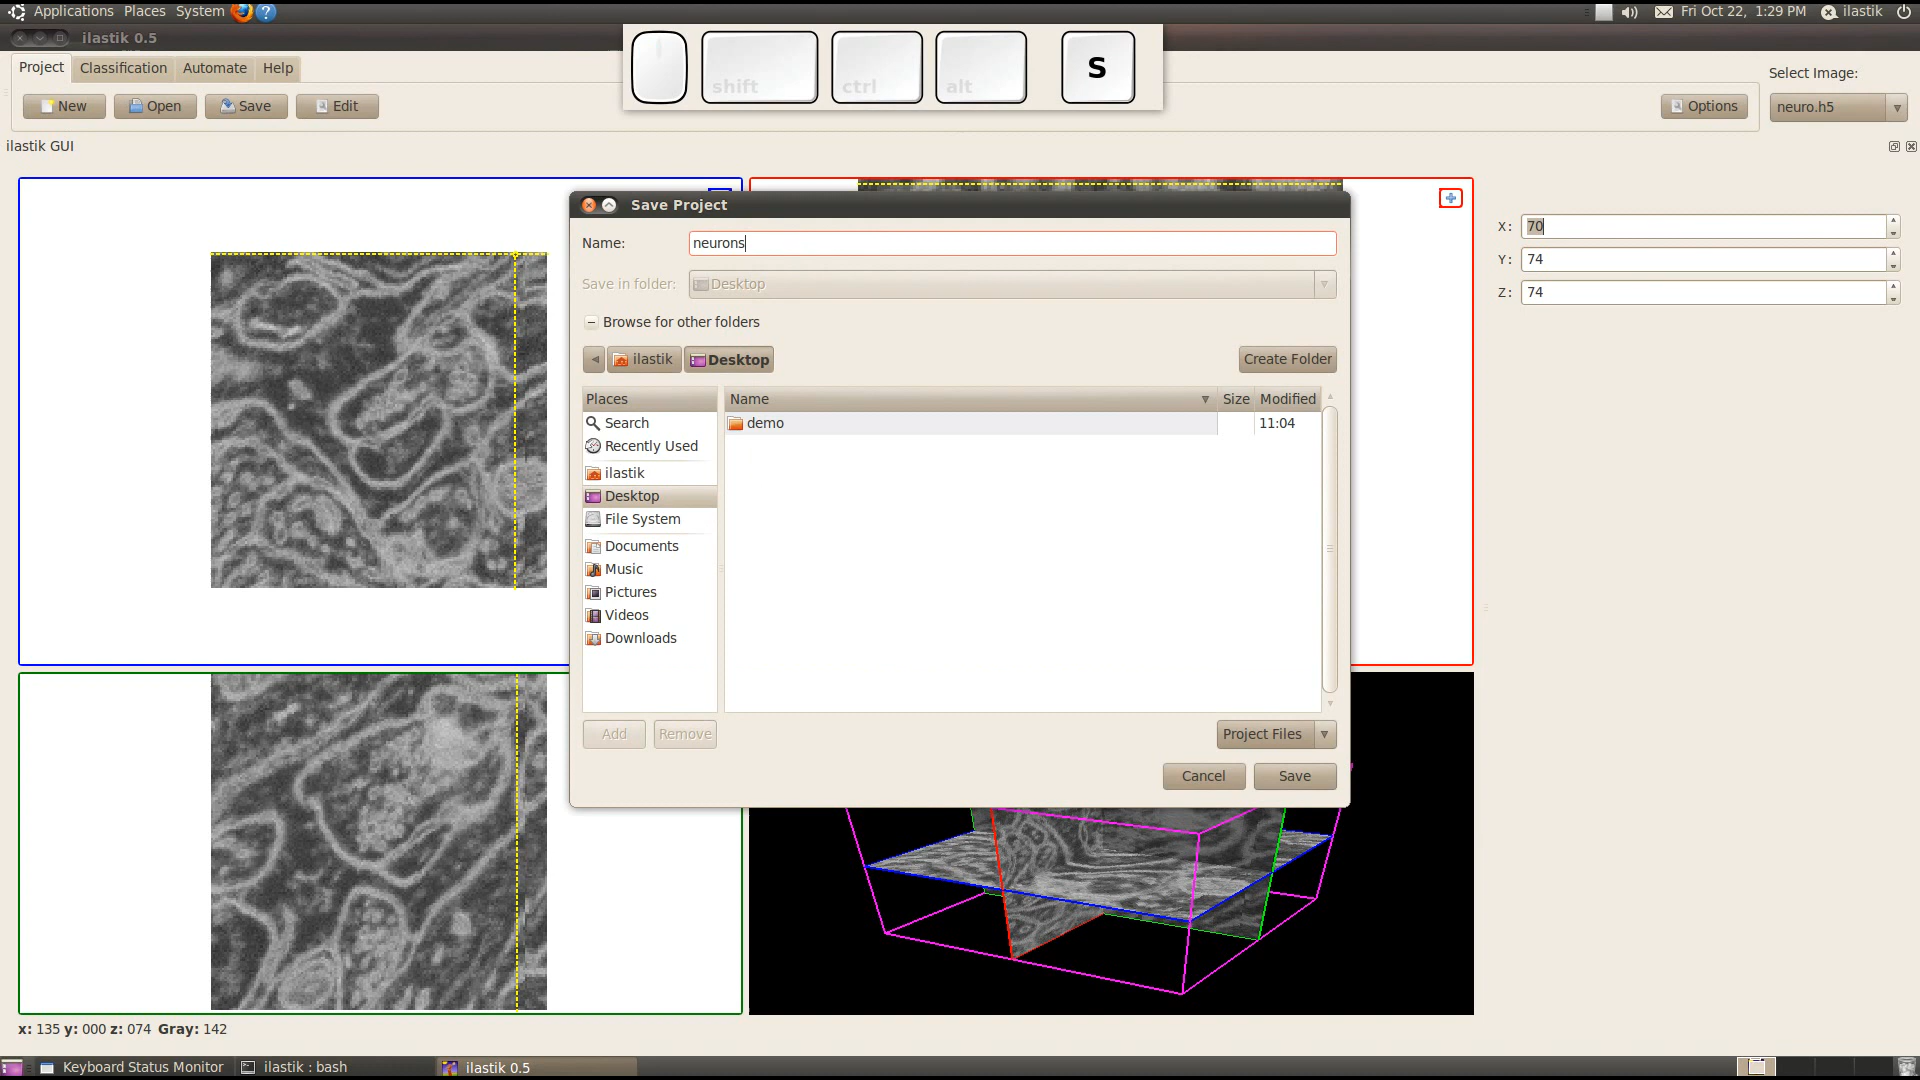 Applications Places System
Fri Oct 22, 1:29 PM ilastik
ilastik 0.5
shift ctrl alt S
Project Classification Automate Help
Select Image:
New Open Save Edit Options neuro.h5
ilastik GUI
Save Project
Name: neurons
X: 70
Y: 74
Z: 74
Save in folder: Desktop
Browse for other folders
ilastik Desktop Create Folder
Places Name Size Modified
Search demo 11:04
Recently Used
ilastik
Desktop
File System
Documents
Music
Pictures
Videos
Downloads
Add Remove Project Files
Cancel Save
x: 135 y: 000 z: 074 Gray: 142
Keyboard Status Monitor ilastik : bash ilastik 0.5